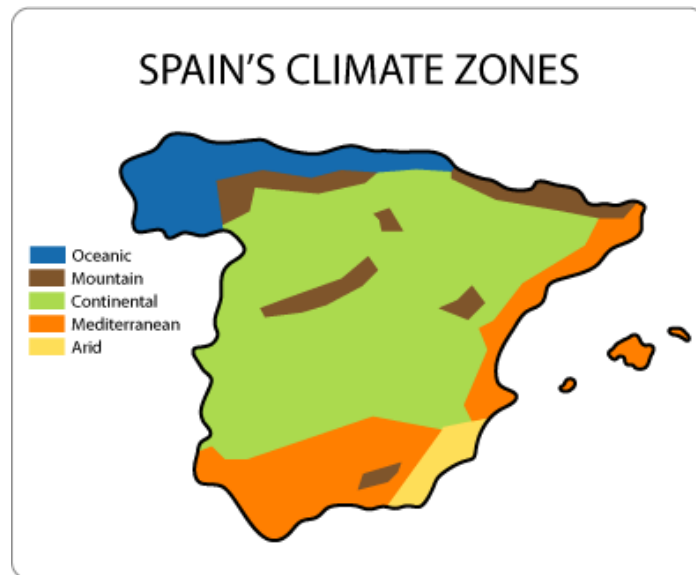 SPAIN'S CLIMATE ZONES
Oceanic
Mountain
Continental
Mediterranean
Arid